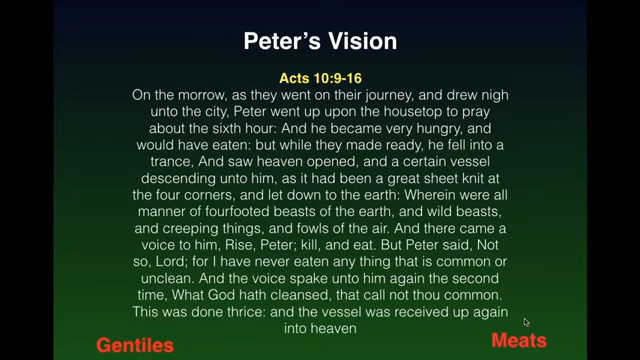 Peter's Vision
Acts 10:9-16
On the morrow, as they went on their journey, and drew nigh
unto the city, Peter went up upon the housetop to pray
about the sixth hour: And he became very hungry, and
would have eaten: but while they made ready, he fell into a
trance, And saw heaven opened, and a certain vessel
descending unto him, as it had been a great sheet knit at
the four corners, and let down to the earth: Wherein were all
manner of fourfooted beasts of the earth, and wild beasts,
and creeping things, and fowls of the air. And there came a
voice to him, Rise, Peter; kill, and eat. But Peter said, Not
so, Lord; for I have never eaten any thing that is common or
unclean. And the voice spake unto him again the second
time, What God hath cleansed, that call not thou common.
This was done thrice: and the vessel was received up again
into heaven
Gentiles
Meats